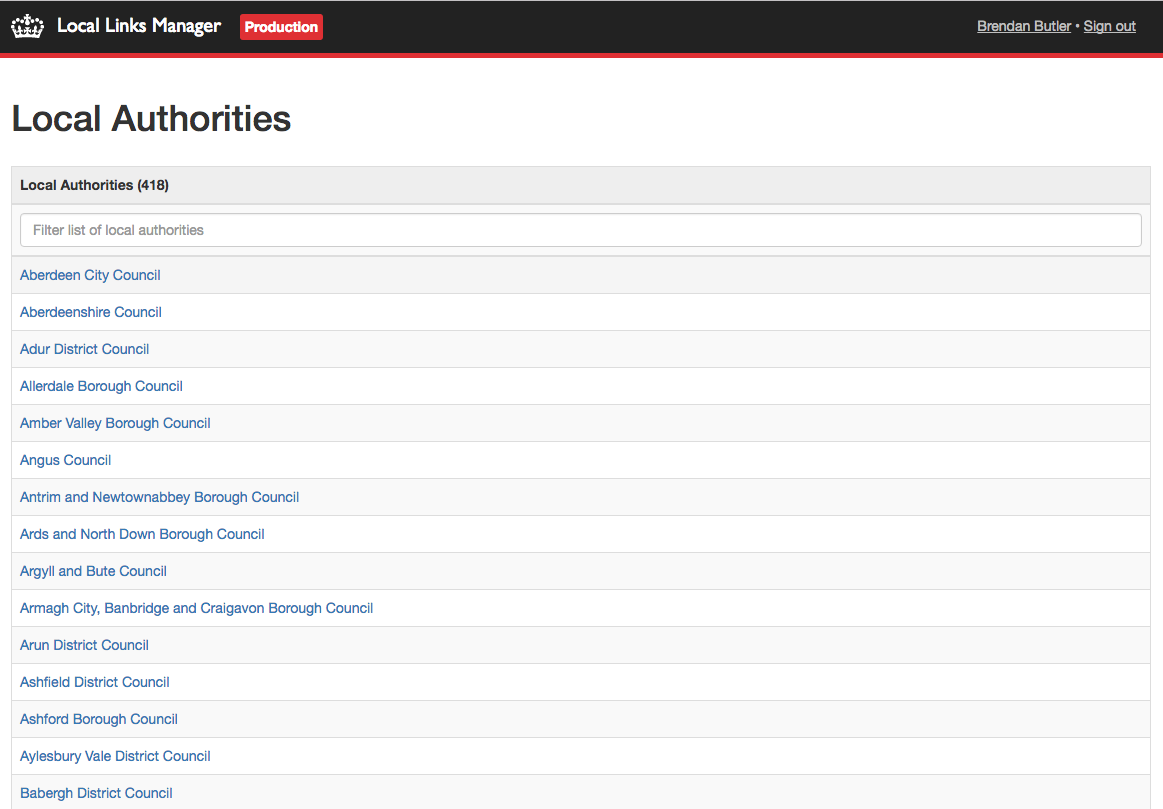 Local Links Manager Production Brendan Butler • Sign out
Local Authorities
Local Authorities (418)
Filter list of local authorities
Aberdeen City Council
Aberdeenshire Council
Adur District Council
Allerdale Borough Council
Amber Valley Borough Council
Angus Council
Antrim and Newtownabbey Borough Council
Ards and North Down Borough Council
Argyll and Bute Council
Armagh City, Banbridge and Craigavon Borough Council
Arun District Council
Ashfield District Council
Ashford Borough Council
Aylesbury Vale District Council
Babergh District Council